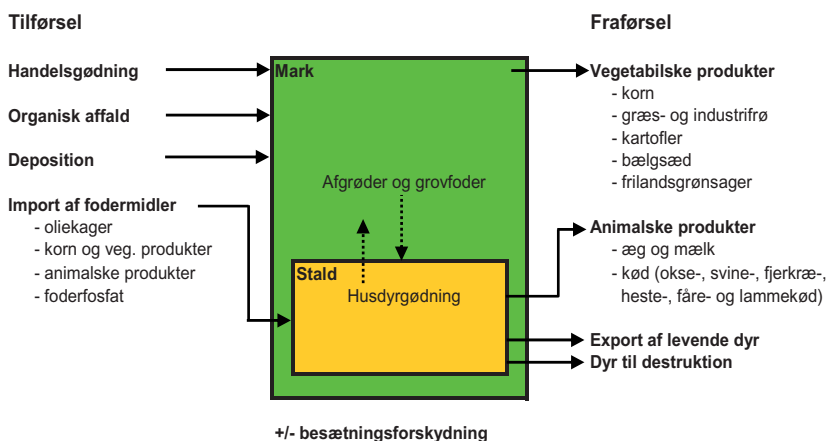 Tilførsel
Handelsgødning
Organisk affald
Deposition
Import af fodermidler
- oliekager
- korn og veg. produkter
- animalske produkter
- foderfosfat
Mark
Afgrøder og grovfoder
Stald
Husdyrgødning
+/- besætningsforskydning
Fraførsel
Vegetabilske produkter
- korn
- græs- og industrifrø
- kartofler
- bælgsæd
- frilandsgrønsager
Animalske produkter
- æg og mælk
- kød (okse-, svine-, fjerkræ-,
heste-, fåre- og lammekød)
Export af levende dyr
Dyr til destruktion